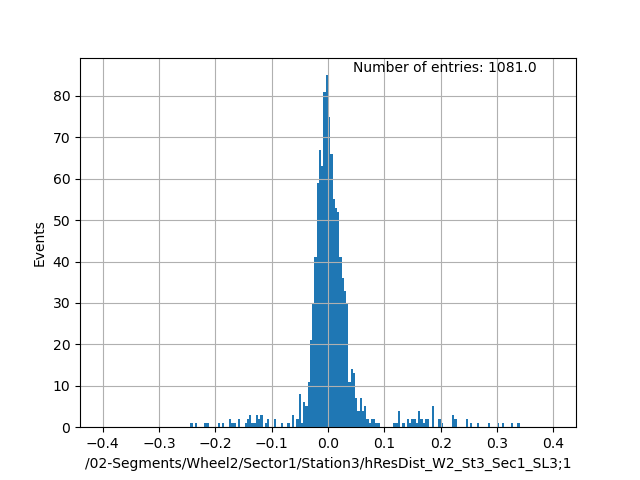 Number of entries: 1081.0
Events
80
70
60
50
40
30
20
10
0
−0.4 −0.3 −0.2 −0.1 0.0 0.1 0.2 0.3 0.4
/02-Segments/Wheel2/Sector1/Station3/hResDist_W2_St3_Sec1_SL3;1